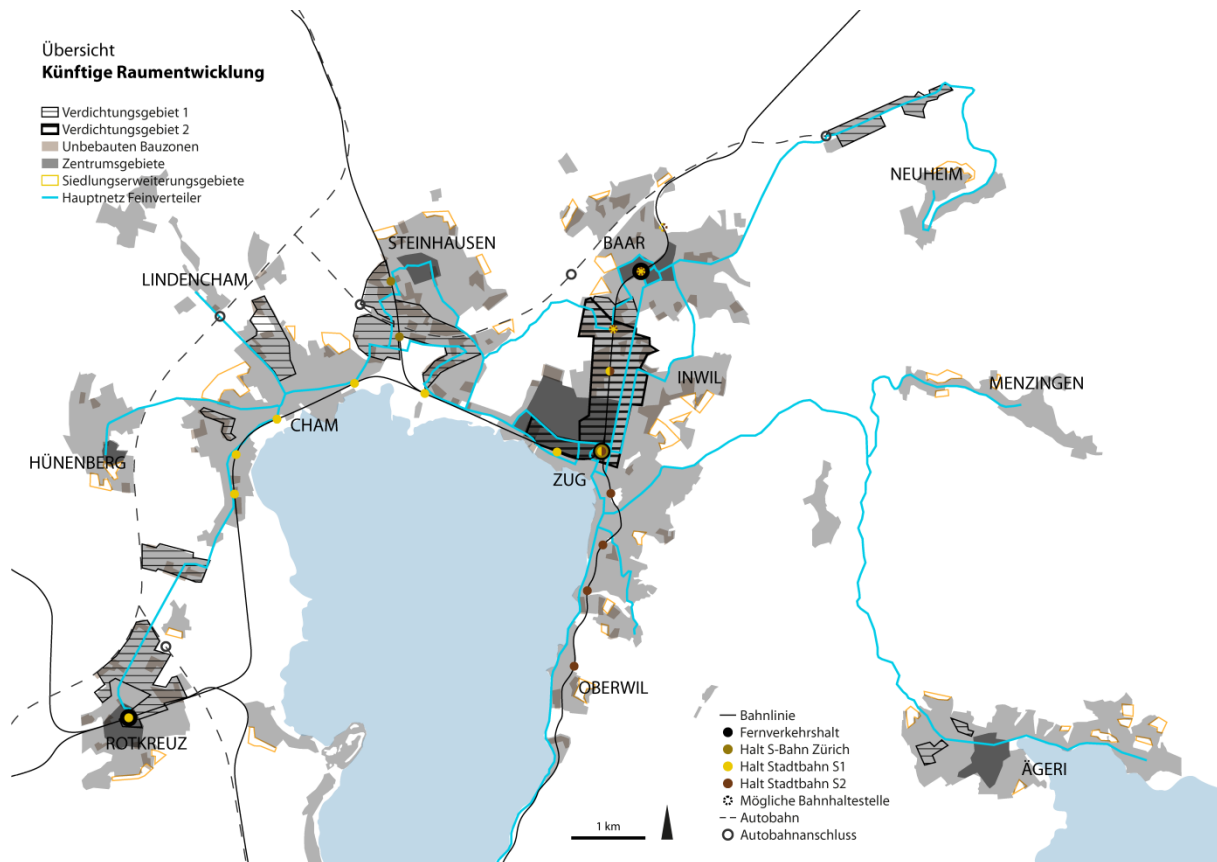 Übersicht
Künftige Raumentwicklung
Verdichtungsgebiet 1
Verdichtungsgebiet 2
Unbebauten Bauzonen
Zentrumsgebiete
Siedlungserweiterungsgebiete
Hauptnetz Feinverteiler
NEUHEIM
STEINHAUSEN
BAAR
LINDENCHAM
INWIL
MENZINGEN
CHAM
HÜNENBERG
ZUG
OBERWIL
ROTKREUZ
ÄGERI
Bahnlinie
Fernverkehrshalt
Halt S-Bahn Zürich
Halt Stadtbahn S1
Halt Stadtbahn S2
Mögliche Bahnhaltestelle
Autobahn
Autobahnanschluss
1 km